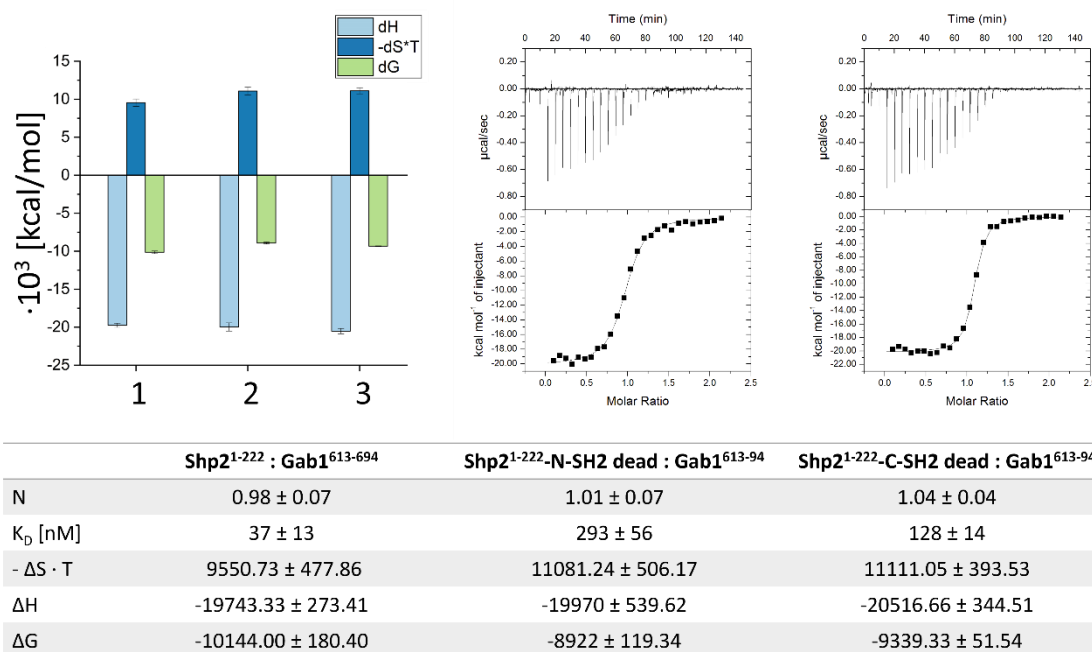 dH
-dS*T
dG
15
10
5
0
-5
-10
-15
-20
-25
·10³ [kcal/mol]
1 2 3
Time (min)
0 20 40 60 80 100 120 140
0.20
0.00
-0.20
-0.40
-0.60
-0.80
µcal/sec
0.00
-2.00
-4.00
-6.00
-8.00
-10.00
-12.00
-14.00
-16.00
-18.00
-20.00
kcal mol⁻¹ of injectant
0.0 0.5 1.0 1.5 2.0 2.5
Molar Ratio
Time (min)
0 20 40 60 80 100 120 140
0.20
0.00
-0.20
-0.40
-0.60
-0.80
µcal/sec
0.00
-2.00
-4.00
-6.00
-8.00
-10.00
-12.00
-14.00
-16.00
-18.00
-20.00
-22.00
kcal mol⁻¹ of injectant
0.0 0.5 1.0 1.5 2.0 2.5
Molar Ratio
Shp2¹⁻²²² : Gab1⁶¹³⁻⁶⁹⁴ Shp2¹⁻²²²-N-SH2 dead : Gab1⁶¹³⁻⁹⁴ Shp2¹⁻²²²-C-SH2 dead : Gab1⁶¹³⁻⁹⁴
N 0.98 ± 0.07 1.01 ± 0.07 1.04 ± 0.04
K_D [nM] 37 ± 13 293 ± 56 128 ± 14
- ΔS · T 9550.73 ± 477.86 11081.24 ± 506.17 11111.05 ± 393.53
ΔH -19743.33 ± 273.41 -19970 ± 539.62 -20516.66 ± 344.51
ΔG -10144.00 ± 180.40 -8922 ± 119.34 -9339.33 ± 51.54